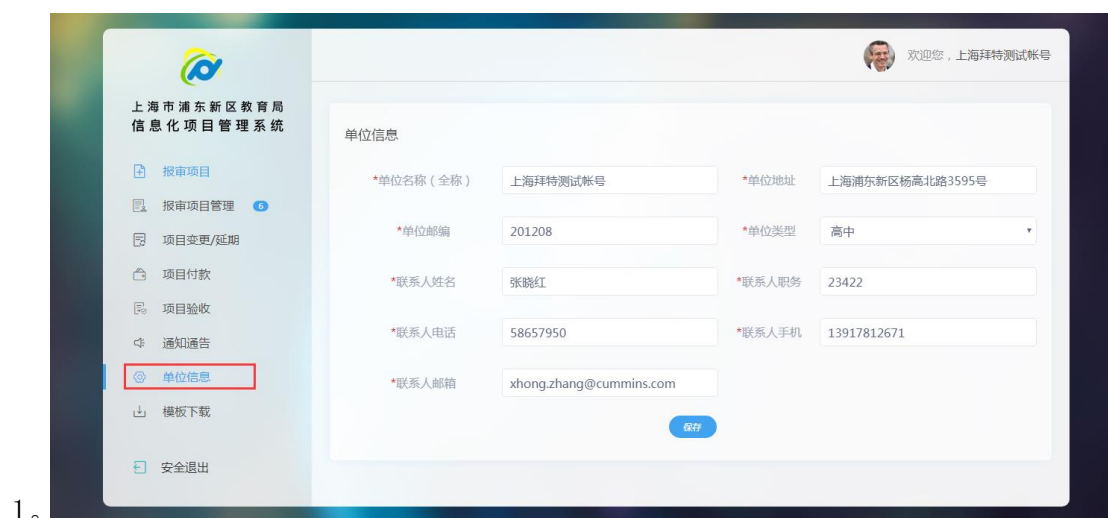 欢迎您，上海拜特测试帐号
上海市浦东新区教育局
信息化项目管理系统
报审项目
报审项目管理 6
项目变更/延期
项目付款
项目验收
通知通告
单位信息
模板下载
安全退出
单位信息
*单位名称（全称） 上海拜特测试帐号 *单位地址 上海浦东新区杨高北路3595号
*单位邮编 201208 *单位类型 高中
*联系人姓名 张晓红 *联系人职务 23422
*联系人电话 58657950 *联系人手机 13917812671
*联系人邮箱 xhong.zhang@cummins.com
保存
1。